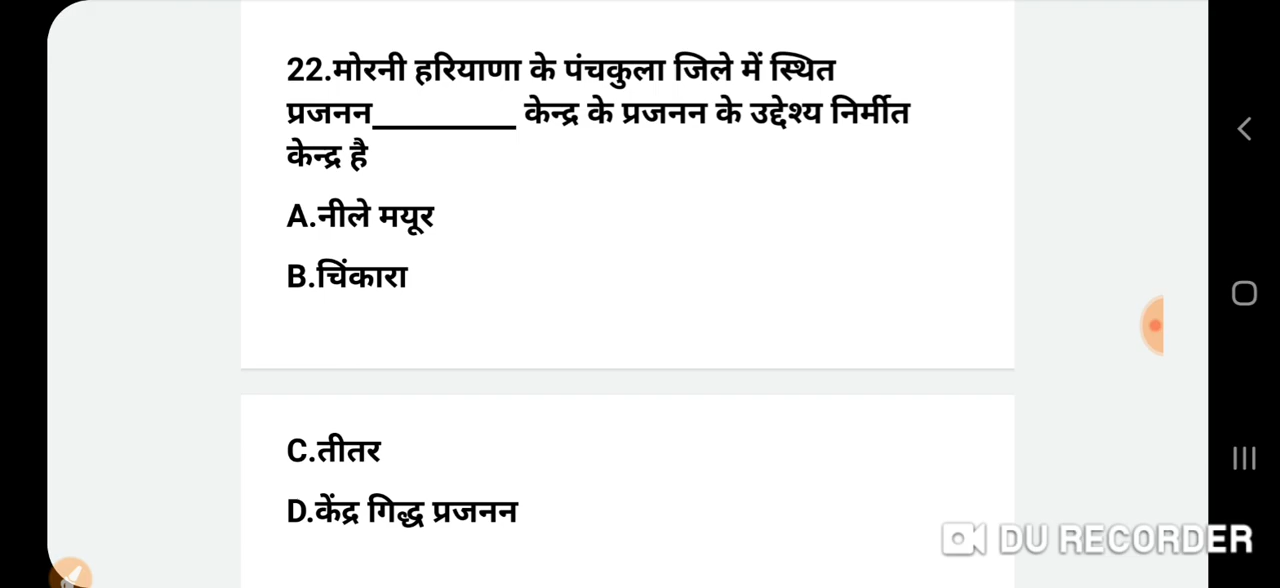 22.मोरनी हरियाणा के पंचकुला जिले में स्थित
प्रजनन_________ केन्द्र के प्रजनन के उद्देश्य निर्मीत
केन्द्र है
A.नीले मयूर
B.चिंकारा
C.तीतर
D.केंद्र गिद्ध प्रजनन
DU RECORDER